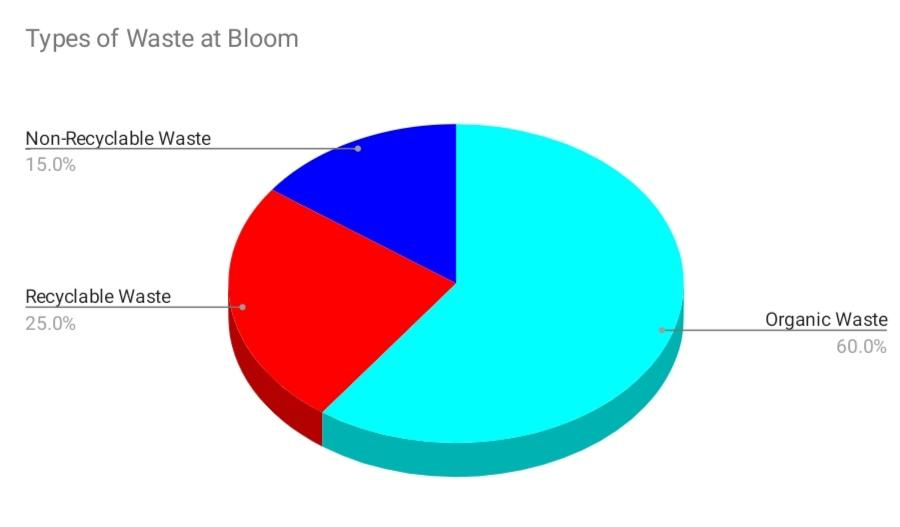 Types of Waste at Bloom
Non-Recyclable Waste
15.0%
Recyclable Waste
25.0%
Organic Waste
60.0%